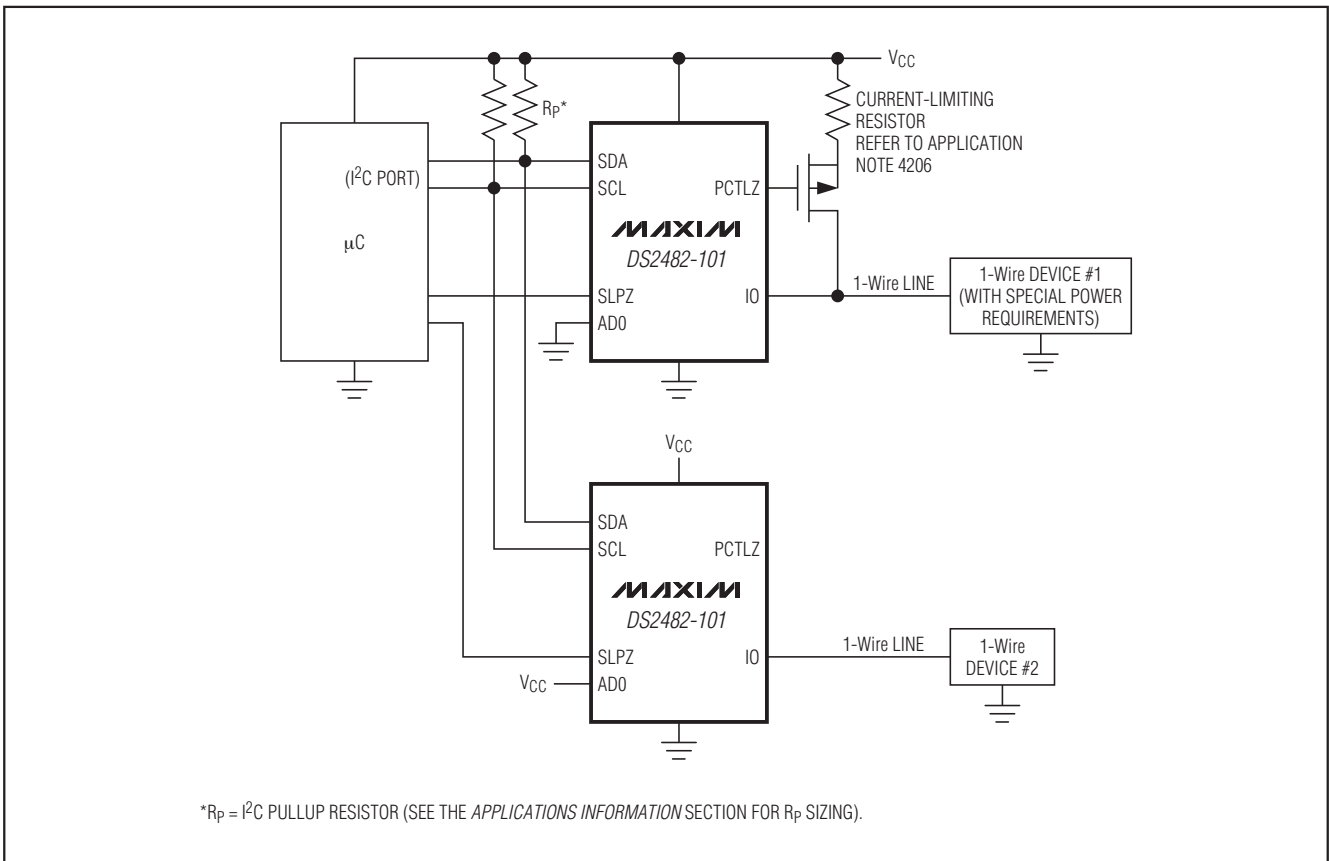 VCC
RP*
CURRENT-LIMITING
RESISTOR
REFER TO APPLICATION
NOTE 4206
(I2C PORT)
µC
SDA
SCL
PCTLZ
MAXIM
DS2482-101
SLPZ
AD0
IO
1-Wire LINE
1-Wire DEVICE #1
(WITH SPECIAL POWER
REQUIREMENTS)
VCC
SDA
SCL
PCTLZ
MAXIM
DS2482-101
SLPZ
IO
VCC
AD0
1-Wire LINE
1-Wire
DEVICE #2
*RP = I2C PULLUP RESISTOR (SEE THE APPLICATIONS INFORMATION SECTION FOR RP SIZING).